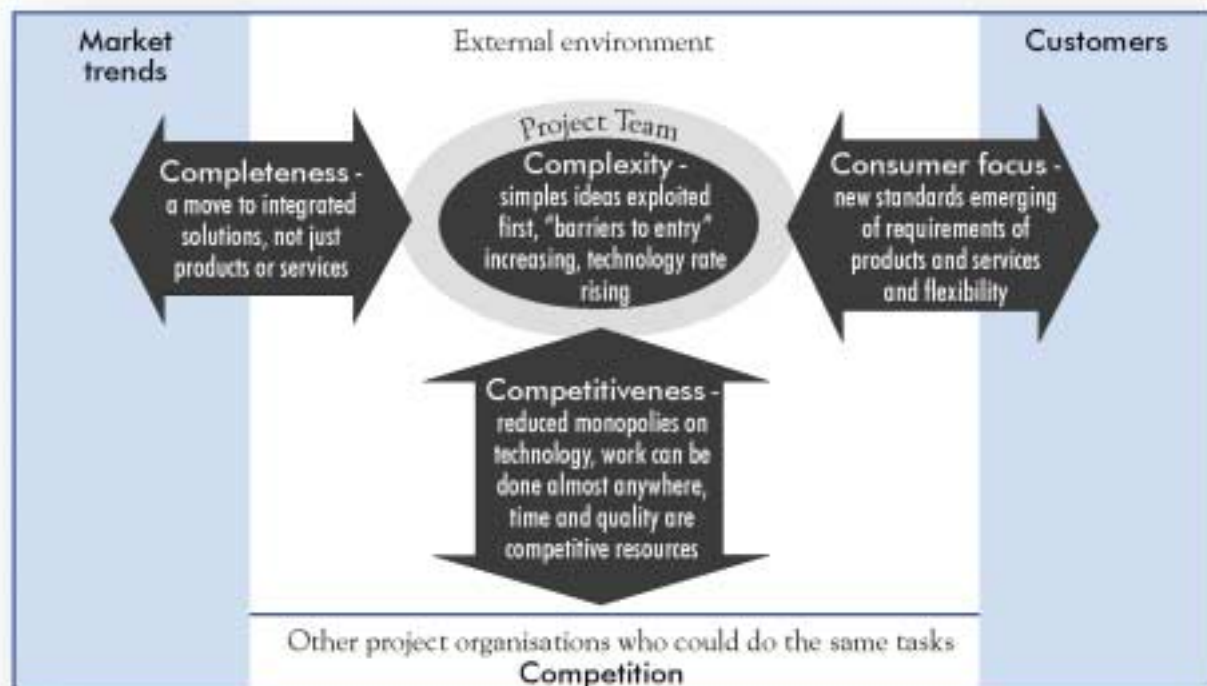 Market
trends
External environment
Customers
Project Team
Completeness -
a move to integrated
solutions, not just
products or services
Complexity -
simples ideas exploited
first, "barriers to entry"
increasing, technology rate
rising
Consumer focus -
new standards emerging
of requirements of
products and services
and flexibility
Competitiveness -
reduced monopolies on
technology, work can be
done almost anywhere,
time and quality are
competitive resources
Other project organisations who could do the same tasks
Competition